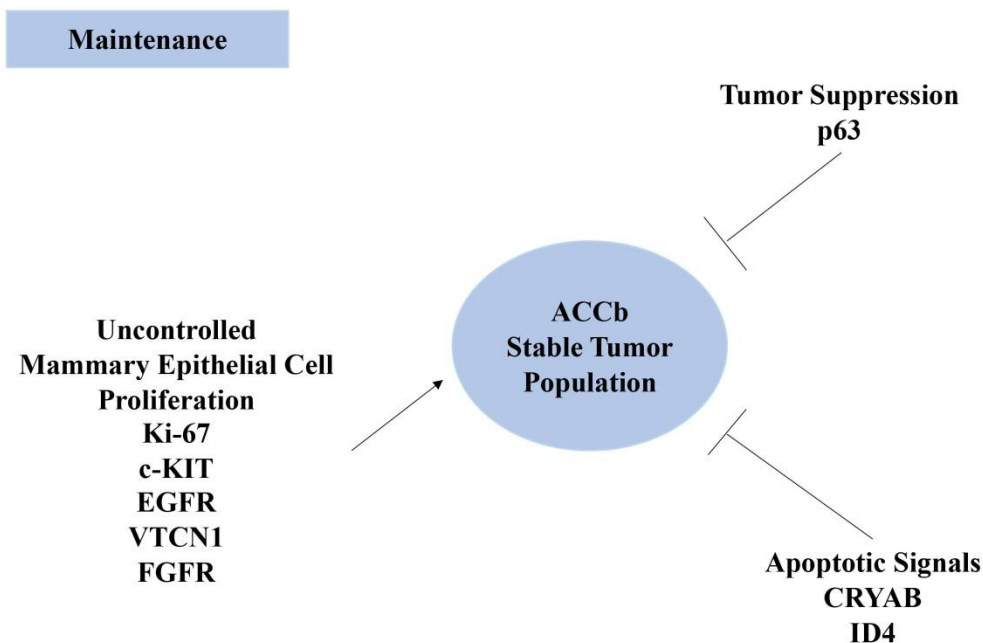 Maintenance
Tumor Suppression
p63
ACCb
Stable Tumor
Population
Uncontrolled
Mammary Epithelial Cell
Proliferation
Ki-67
c-KIT
EGFR
VTCN1
FGFR
Apoptotic Signals
CRYAB
ID4